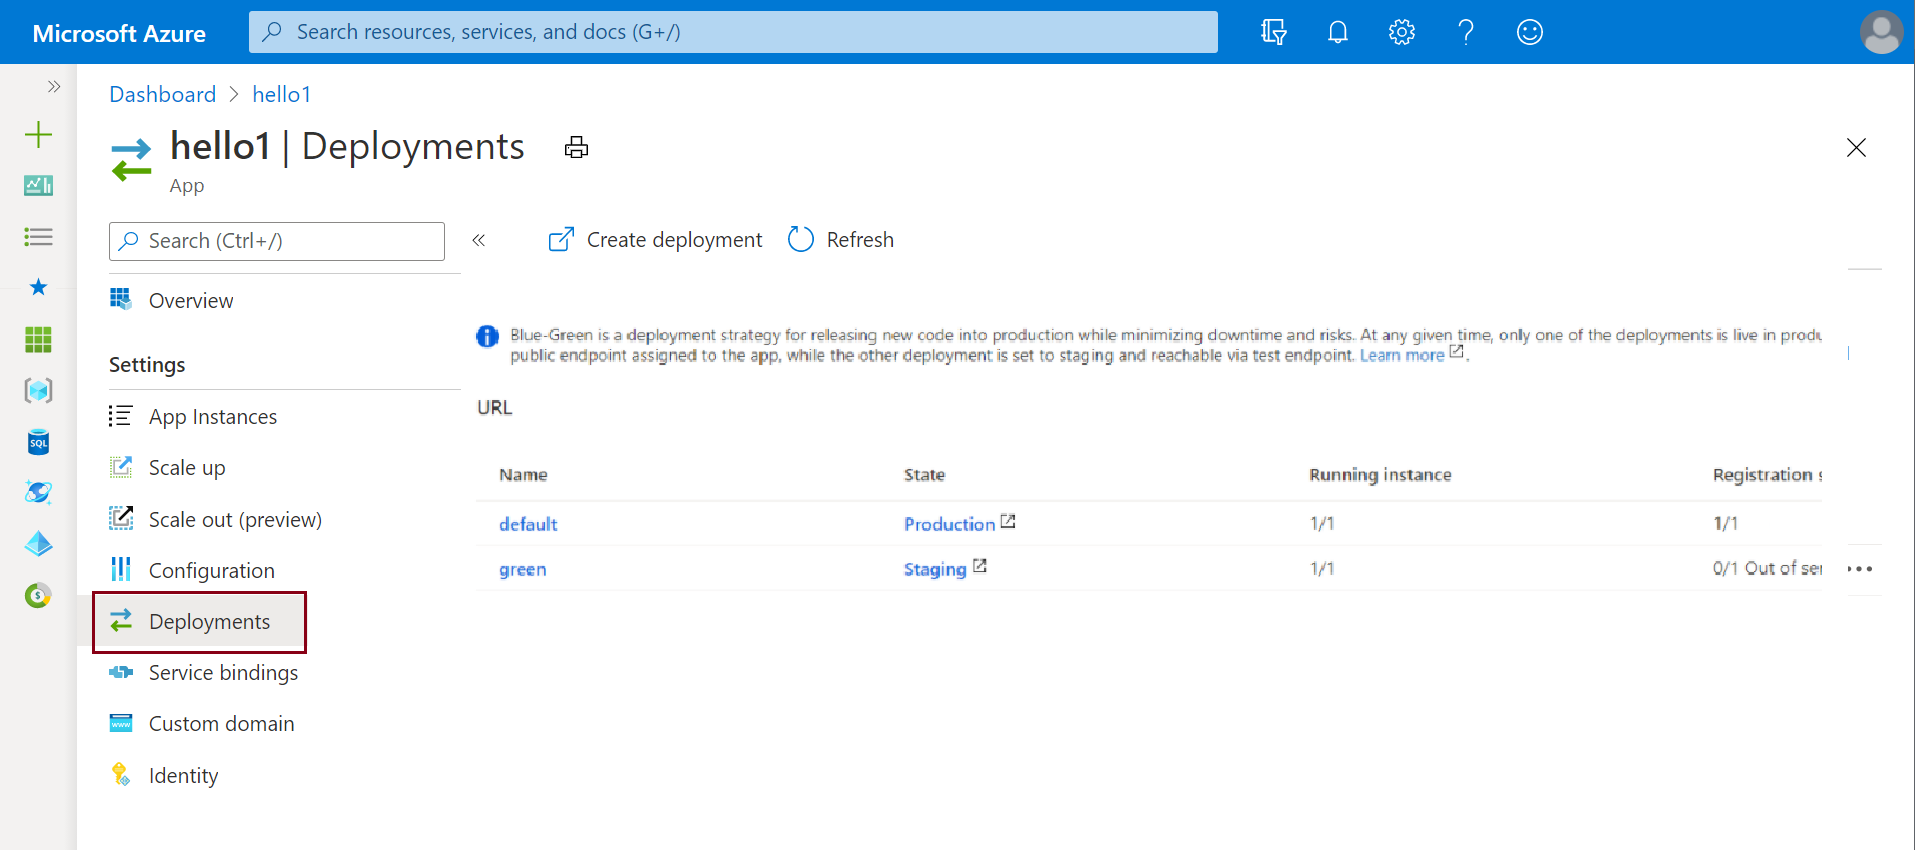 Microsoft Azure
Search resources, services, and docs (G+/)
Dashboard > hello1
hello1 | Deployments
App
Search (Ctrl+/)
Create deployment
Refresh
Overview
Settings
App Instances
Scale up
Scale out (preview)
Configuration
Deployments
Service bindings
Custom domain
Identity
Blue-Green is a deployment strategy for releasing new code into production while minimizing downtime and risks. At any given time, only one of the deployments is live in
public endpoint assigned to the app, while the other deployment is set to staging and reachable via test endpoint. Learn more.
URL
Name State Running instance Registration
default Production 1/1 1/1
green Staging 1/1 0/1 Out of
SQL
www
$